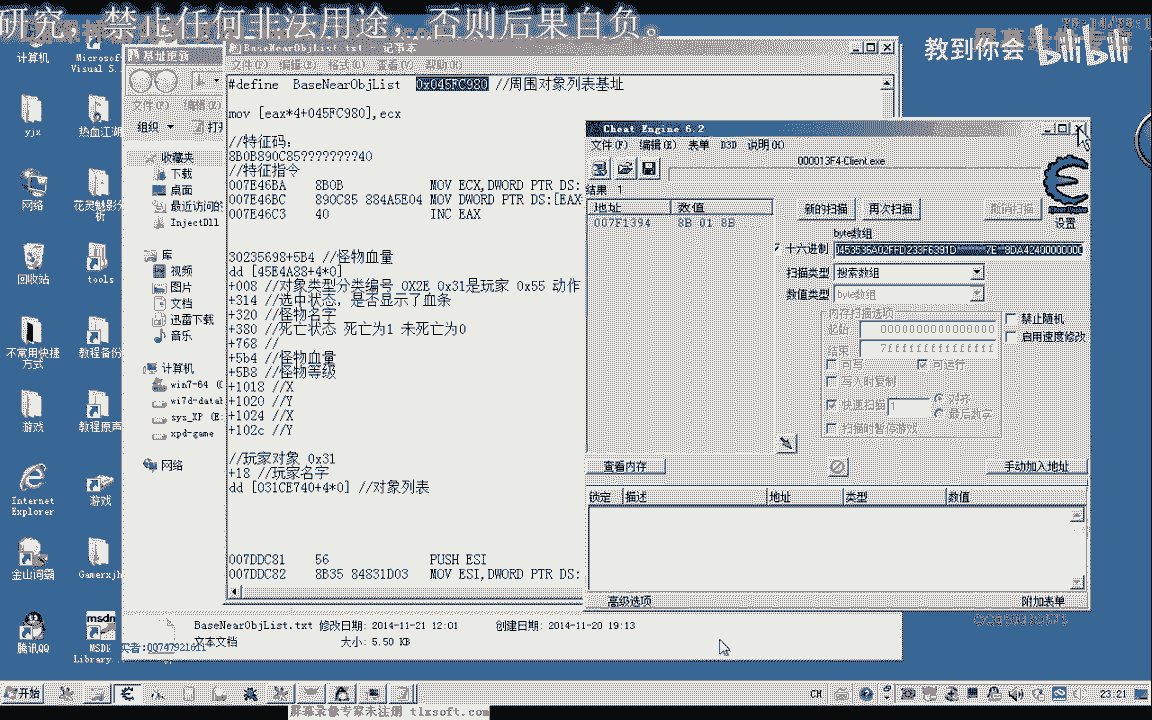 研究，禁止任何非法用途，否则后果自负。
教到你会 bilibili
计算机
Microsoft
Visual S...
yjx
热血江湖
网络
花灵魅影分
析
回收站
tools
不常用快捷
方式
教程备份
游戏
教程原声
Internet
Explorer
游戏
金山词霸
Gamerxjh
腾讯QQ
msdn
MSDN
Library
基址更新
文件(F) 编辑(E)
组织 打开
收藏夹
下载
桌面
最近访问的
InjectDll
库
视频
图片
文档
迅雷下载
音乐
计算机
win7-64 (C
wi7d-datab
sys_XP (E:
xpd-game
网络
BaseNearObjList.txt - 记事本
文件(F) 编辑(E) 格式(O) 查看(V) 帮助(H)
#define BaseNearObjList 0x045FC980 //周围对象列表基址
mov [eax*4+045FC980],ecx
//特征码:
8B0B890C85????????40
//特征指令
007E46BA 8B0B MOV ECX,DWORD PTR DS:
007E46BC 890C85 884A5E04 MOV DWORD PTR DS:[EAX
007E46C3 40 INC EAX
30235698+5B4 //怪物血量
dd [45E4A88+4*0]
+008 //对象类型分类编号 0X2E 0x31是玩家 0x55 动作
+314 //选中状态，是否显示了血条
+320 //怪物名字
+380 //死亡状态 死亡为1 未死亡为0
+768 //
+5b4 //怪物血量
+5B8 //怪物等级
+1018 //X
+1020 //Y
+1024 //X
+102c //Y
//玩家对象 0x31
+18 //玩家名字
dd [031CE740+4*0] //对象列表
007DDC81 56 PUSH ESI
007DDC82 8B35 84831D03 MOV ESI,DWORD PTR DS:
BaseNearObjList.txt 修改日期: 2014-11-21 12:01 创建日期: 2014-11-20 19:13
文本文档 大小: 5.50 KB
Cheat Engine 6.2
文件(F) 编辑(E) 表单 D3D 说明(H)
000013F4-Client.exe
结果 1
地址 数值
007F1394 8B 01 8B
新的扫描 再次扫描 撤消扫描
设置
byte数组
十六进制
扫描类型 搜索数组
数值类型 byte数组
内存扫描选项
起始 0000000000000000
结束 7fffffffffffffff
可写 可运行
写入时复制
快速扫描 1 对齐
最后数字
扫描时暂停游戏
禁止随机
启用速度修改
查看内存
手动加入地址
锁定 描述 地址 类型 数值
高级选项 附加表单
开始
CH
23:21
屏幕录像专家未注册 tlxsoft.com